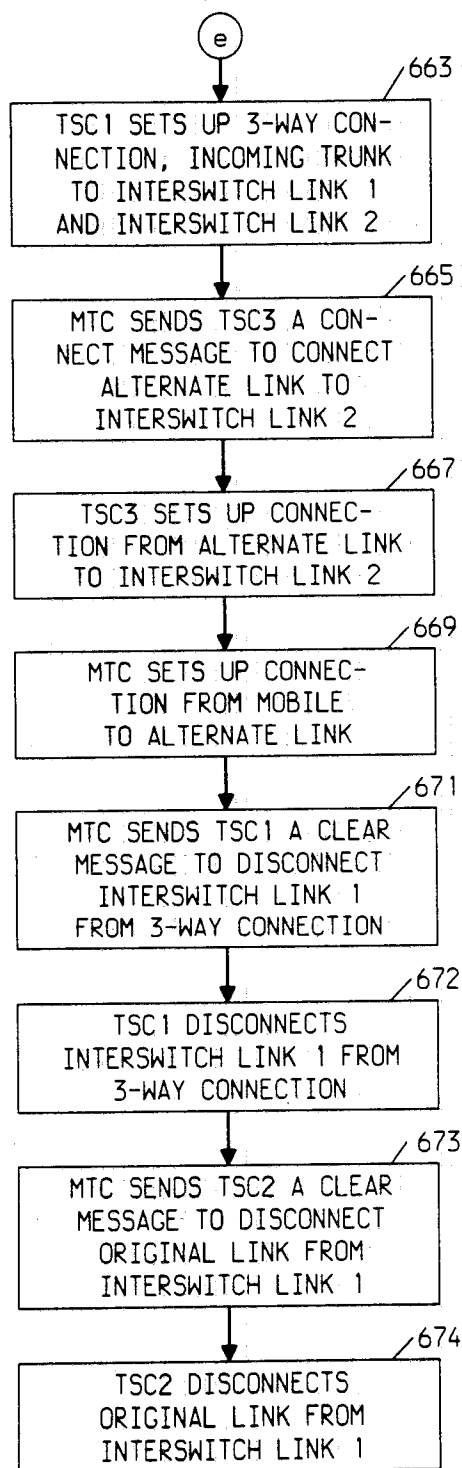 e
663
TSC1 SETS UP 3-WAY CON-
NECTION, INCOMING TRUNK
TO INTERSWITCH LINK 1
AND INTERSWITCH LINK 2
665
MTC SENDS TSC3 A CON-
NECT MESSAGE TO CONNECT
ALTERNATE LINK TO
INTERSWITCH LINK 2
667
TSC3 SETS UP CONNEC-
TION FROM ALTERNATE LINK
TO INTERSWITCH LINK 2
669
MTC SETS UP CONNEC-
TION FROM MOBILE
TO ALTERNATE LINK
671
MTC SENDS TSC1 A CLEAR
MESSAGE TO DISCONNECT
INTERSWITCH LINK 1
FROM 3-WAY CONNECTION
672
TSC1 DISCONNECTS
INTERSWITCH LINK 1 FROM
3-WAY CONNECTION
673
MTC SENDS TSC2 A CLEAR
MESSAGE TO DISCONNECT
ORIGINAL LINK FROM
INTERSWITCH LINK 1
674
TSC2 DISCONNECTS
ORIGINAL LINK FROM
INTERSWITCH LINK 1